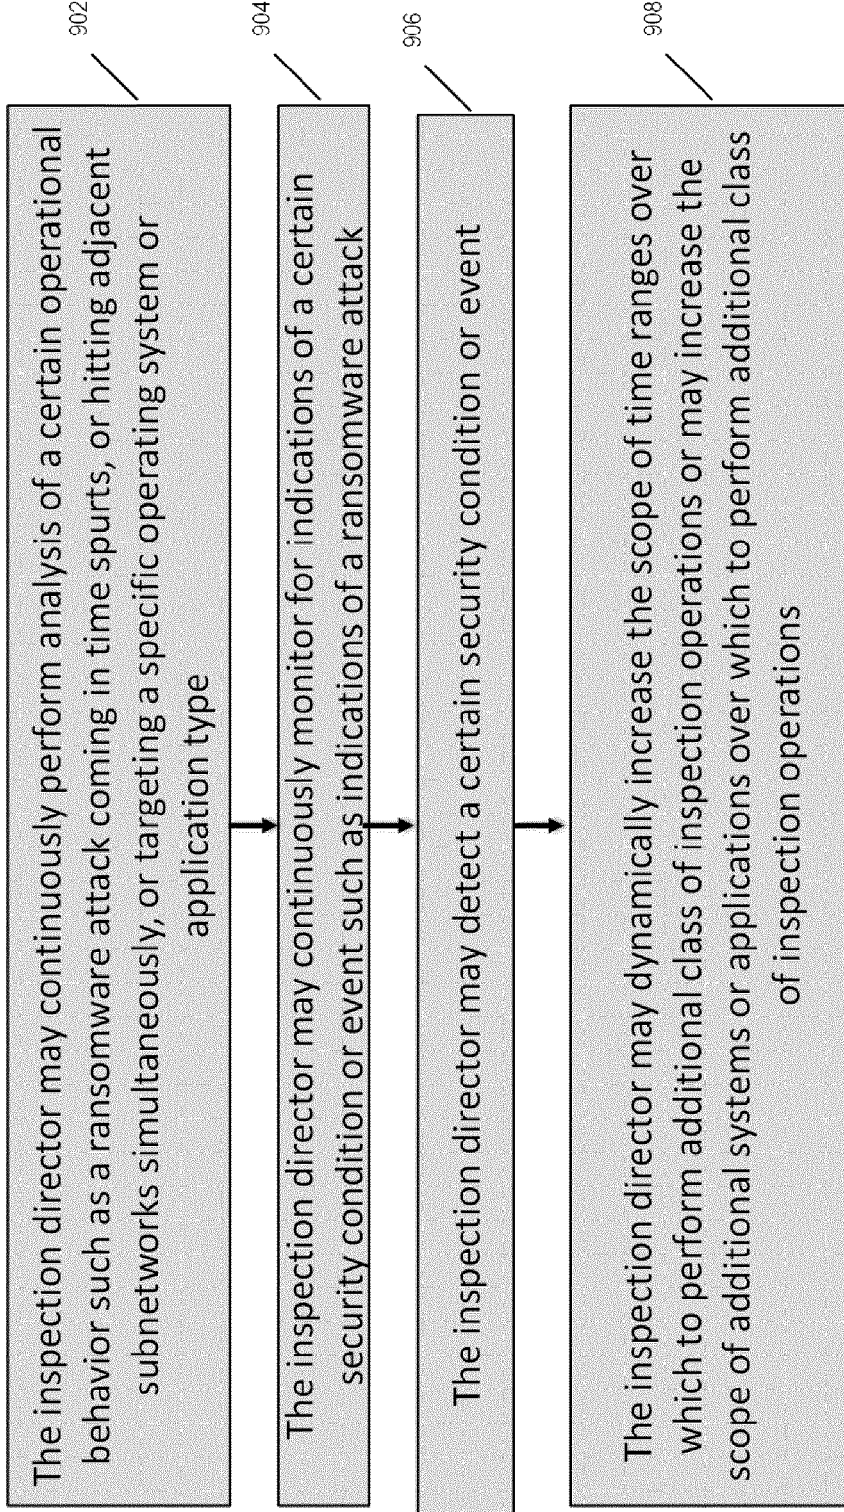 The inspection director may continuously perform analysis of a certain operational
behavior such as a ransomware attack coming in time spurts, or hitting adjacent
subnetworks simultaneously, or targeting a specific operating system or
application type
902
The inspection director may continuously monitor for indications of a certain
security condition or event such as indications of a ransomware attack
904
The inspection director may detect a certain security condition or event
906
The inspection director may dynamically increase the scope of time ranges over
which to perform additional class of inspection operations or may increase the
scope of additional systems or applications over which to perform additional class
of inspection operations
908